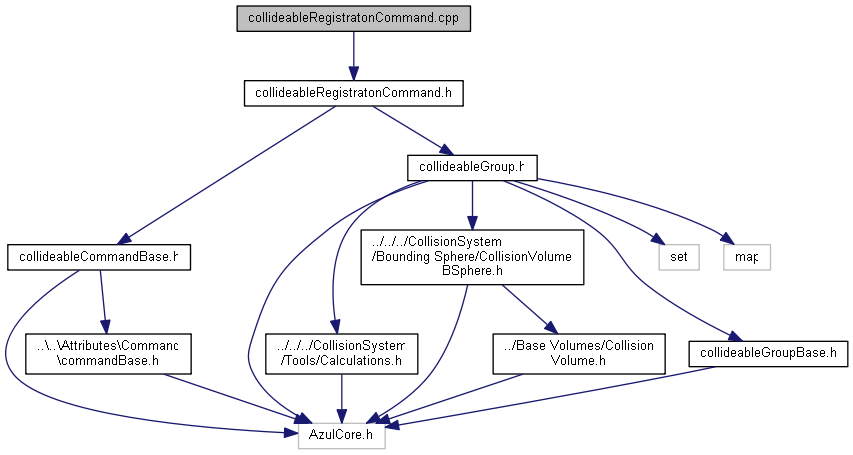 collideableRegistratonCommand.cpp
collideableRegistratonCommand.h
collideableGroup.h
collideableCommandBase.h
../../../CollisionSystem
/Bounding Sphere/CollisionVolume
BSphere.h
set
map
..\..\Attributes\Command
\commandBase.h
../../../CollisionSystem
/Tools/Calculations.h
../Base Volumes/Collision
Volume.h
collideableGroupBase.h
AzulCore.h